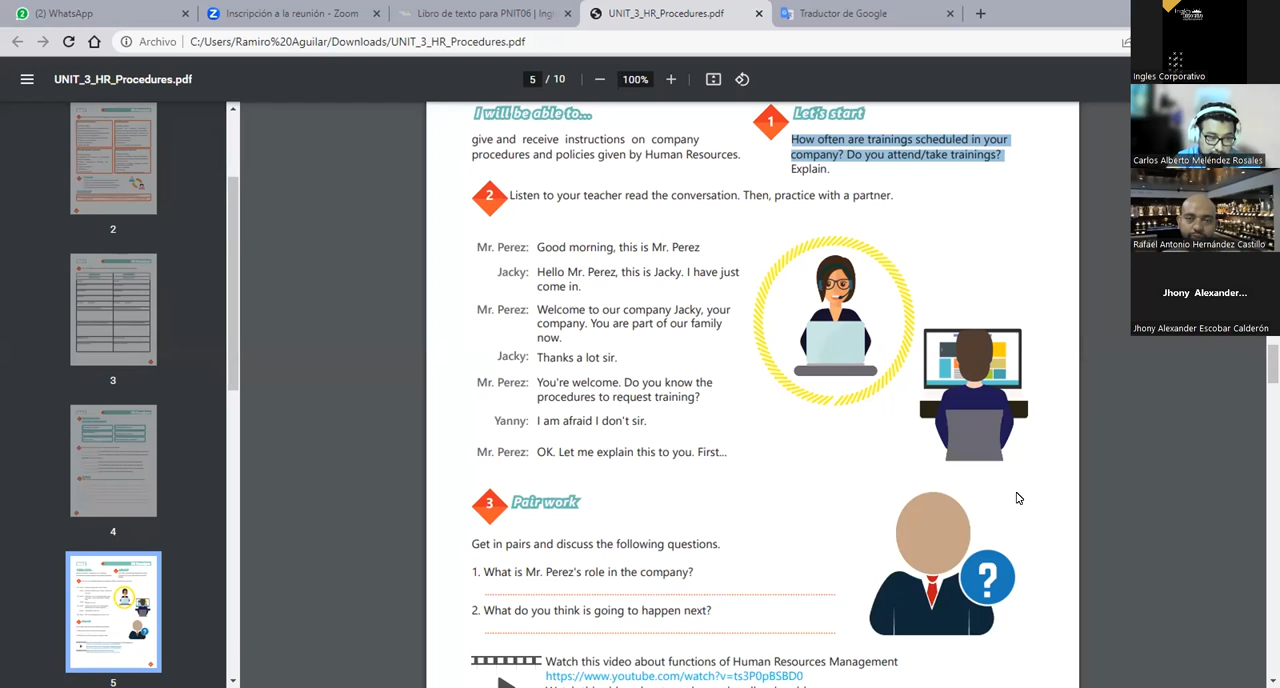 (2) WhatsApp
Inscripción a la reunión - Zoom
Libro de texto para PNIT06 | Ing
UNIT_3_HR_Procedures.pdf
Traductor de Google
Archivo
C:/Users/Ramiro%20Aguilar/Downloads/UNIT_3_HR_Procedures.pdf
UNIT_3_HR_Procedures.pdf
5 / 10
100%
2
3
4
5
I will be able to...
give and receive instructions on company
procedures and policies given by Human Resources.
1
Let's start
How often are trainings scheduled in your
company? Do you attend/take trainings?
Explain.
2
Listen to your teacher read the conversation. Then, practice with a partner.
Mr. Perez: Good morning, this is Mr. Perez
Jacky: Hello Mr. Perez, this is Jacky. I have just
come in.
Mr. Perez: Welcome to our company Jacky, your
company. You are part of our family
now.
Jacky: Thanks a lot sir.
Mr. Perez: You're welcome. Do you know the
procedures to request training?
Yanny: I am afraid I don't sir.
Mr. Perez: OK. Let me explain this to you. First...
3
Pair work
Get in pairs and discuss the following questions.
1. What is Mr. Perez's role in the company?
2. What do you think is going to happen next?
?
Watch this video about functions of Human Resources Management
https://www.youtube.com/watch?v=ts3P0pBSBD0
Ingles Corporativo
Carlos Alberto Meléndez Rosales
Rafael Antonio Hernández Castillo
Jhony Alexander...
Jhony Alexander Escobar Calderón